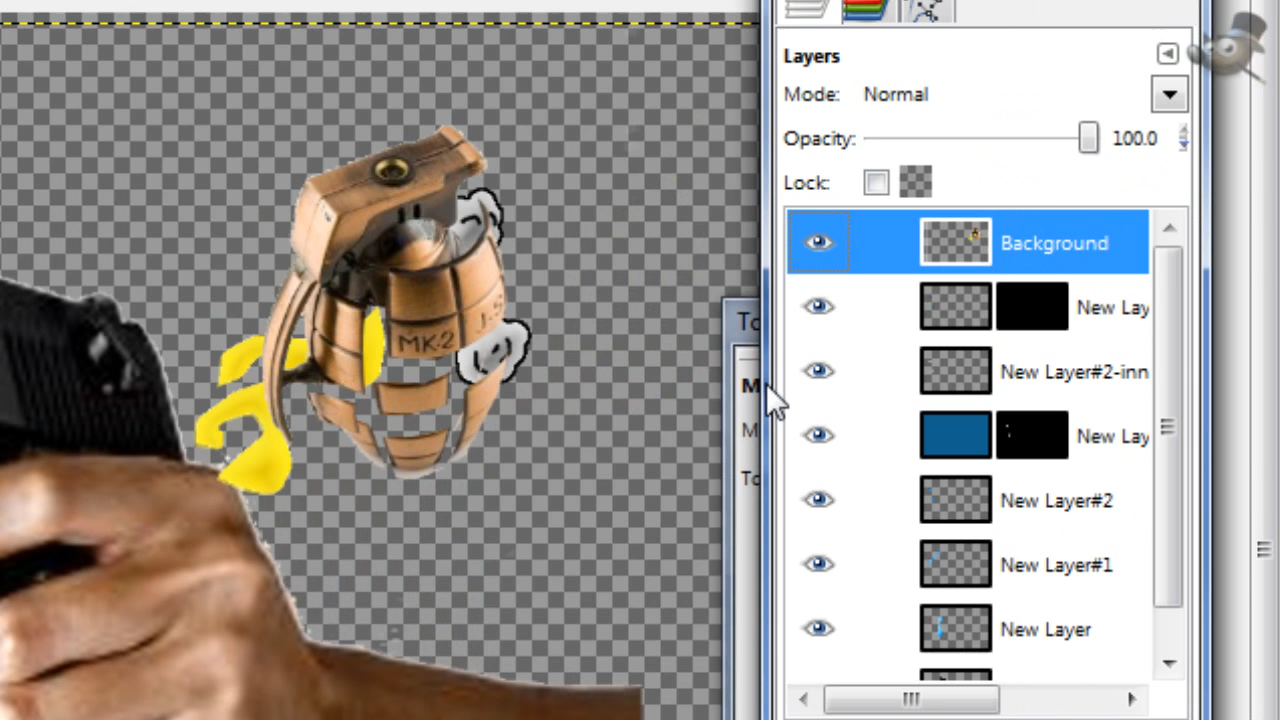 Layers
Mode: Normal
Opacity: 100.0
Lock:
Background
New Lay
New Layer#2-inn
New Lay
New Layer#2
New Layer#1
New Layer
MK-2
J.S
To
M
M
To